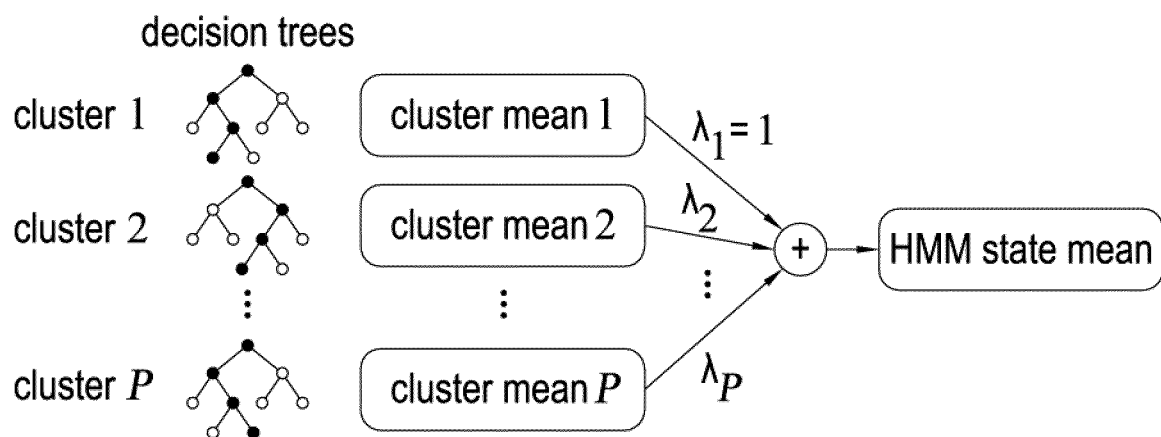 decision trees
cluster 1
cluster mean 1
λ1 = 1
cluster 2
cluster mean 2
λ2
+
HMM state mean
cluster P
cluster mean P
λP